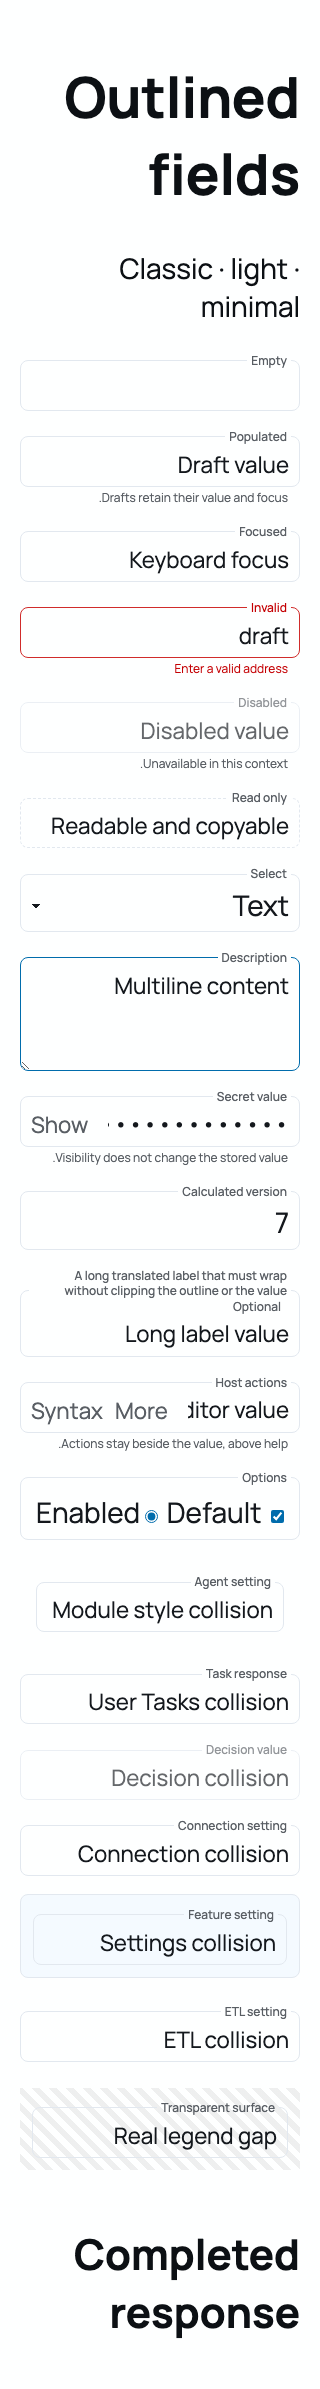 Outlined
fields
Classic · light ·
minimal
Empty
Populated
Draft value
.Drafts retain their value and focus
Focused
Keyboard focus
Invalid
draft
Enter a valid address
Disabled
Disabled value
.Unavailable in this context
Read only
Readable and copyable
Select
Text
Description
Multiline content
Secret value
Show ••••••••••••
.Visibility does not change the stored value
Calculated version
7
A long translated label that must wrap
without clipping the outline or the value
Optional
Long label value
Host actions
Syntax More ditor value
.Actions stay beside the value, above help
Options
Enabled Default
Agent setting
Module style collision
Task response
User Tasks collision
Decision value
Decision collision
Connection setting
Connection collision
Feature setting
Settings collision
ETL setting
ETL collision
Transparent surface
Real legend gap
Completed
response